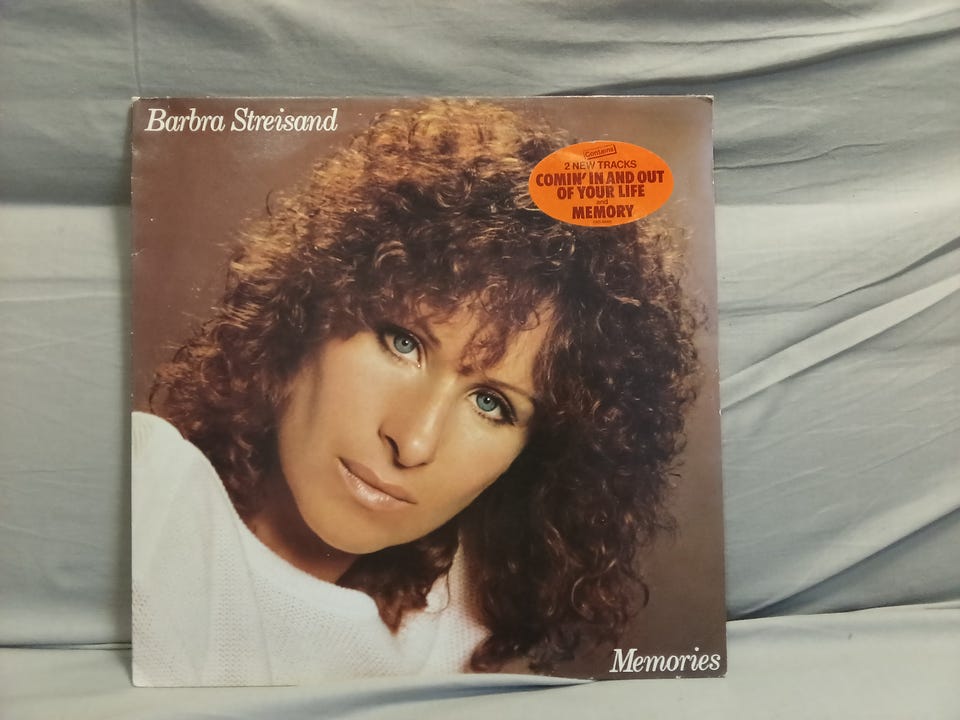 Barbra Streisand
Contains
2 NEW TRACKS
COMIN' IN AND OUT
OF YOUR LIFE
and
MEMORY
Memories